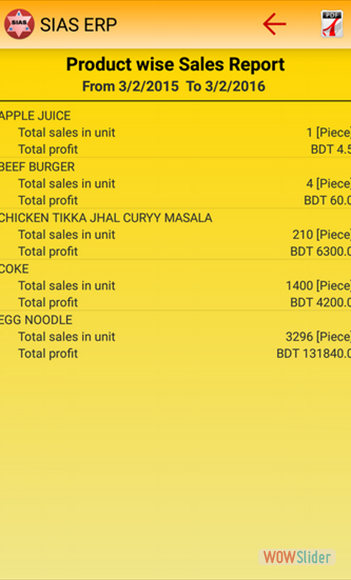 SIAS
SIAS ERP
PDF
Product wise Sales Report
From 3/2/2015 To 3/2/2016
APPLE JUICE
Total sales in unit 1 [Piece]
Total profit BDT 4.5
BEEF BURGER
Total sales in unit 4 [Piece]
Total profit BDT 60.0
CHICKEN TIKKA JHAL CURYY MASALA
Total sales in unit 210 [Piece]
Total profit BDT 6300.0
COKE
Total sales in unit 1400 [Piece]
Total profit BDT 4200.0
EGG NOODLE
Total sales in unit 3296 [Piece]
Total profit BDT 131840.0
WOWSlider